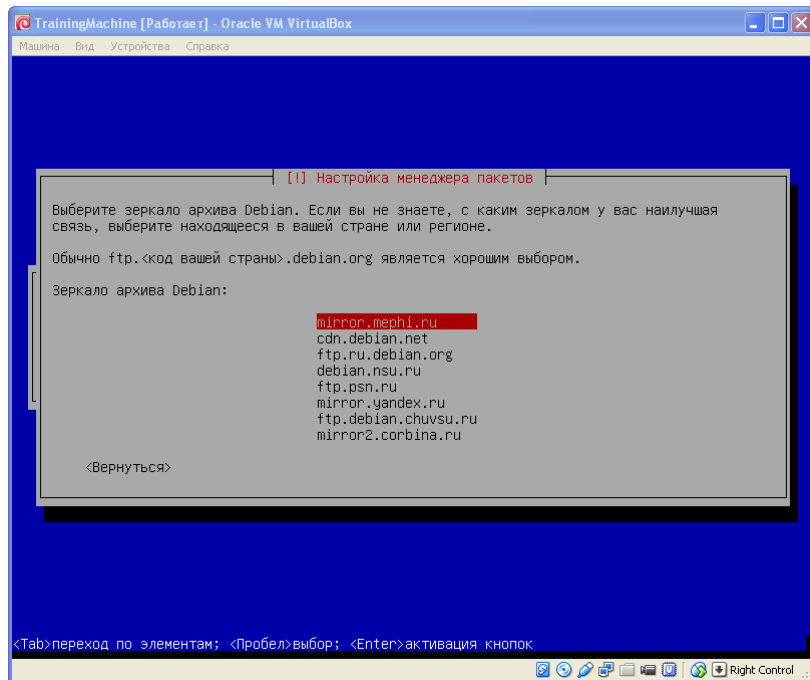 TrainingMachine [Работает] - Oracle VM VirtualBox
Машина Вид Устройства Справка
[!] Настройка менеджера пакетов
Выберите зеркало архива Debian. Если вы не знаете, с каким зеркалом у вас наилучшая
связь, выберите находящееся в вашей стране или регионе.
Обычно ftp.<код вашей страны>.debian.org является хорошим выбором.
Зеркало архива Debian:
mirror.mephi.ru
cdn.debian.net
ftp.ru.debian.org
debian.nsu.ru
ftp.psn.ru
mirror.yandex.ru
ftp.debian.chuvsu.ru
mirror2.corbina.ru
<Вернуться>
<Tab>переход по элементам; <Пробел>выбор; <Enter>активация кнопок
Right Control